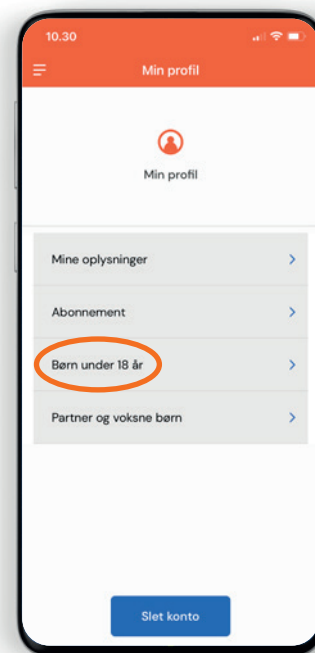 10.30
Min profil
Min profil
Mine oplysninger
Abonnement
Børn under 18 år
Partner og voksne børn
Slet konto